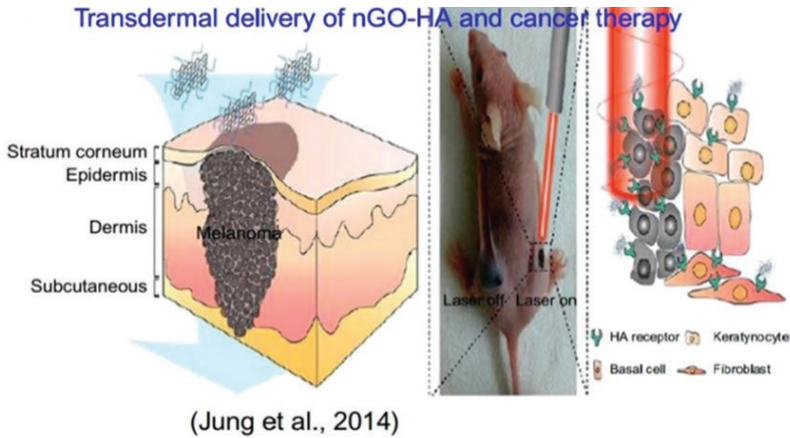 Transdermal delivery of nGO-HA and cancer therapy
Stratum corneum
Epidermis
Dermis
Melanoma
Subcutaneous
Laser off
Laser on
HA receptor
Keratynocyte
Basal cell
Fibroblast
(Jung et al., 2014)